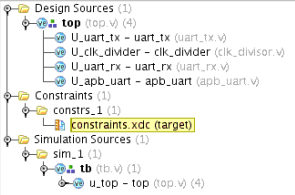 Design Sources (1)
top (top.v) (4)
U_uart_tx - uart_tx (uart_tx.v)
U_clk_divider - clk_divider (clk_divisor.v)
U_uart_rx - uart_rx (uart_rx.v)
U_apb_uart - apb_uart (apb_uart.v)
Constraints (1)
constrs_1 (1)
constraints.xdc (target)
Simulation Sources (1)
sim_1 (1)
tb (tb.v) (1)
u_top - top (top.v) (4)